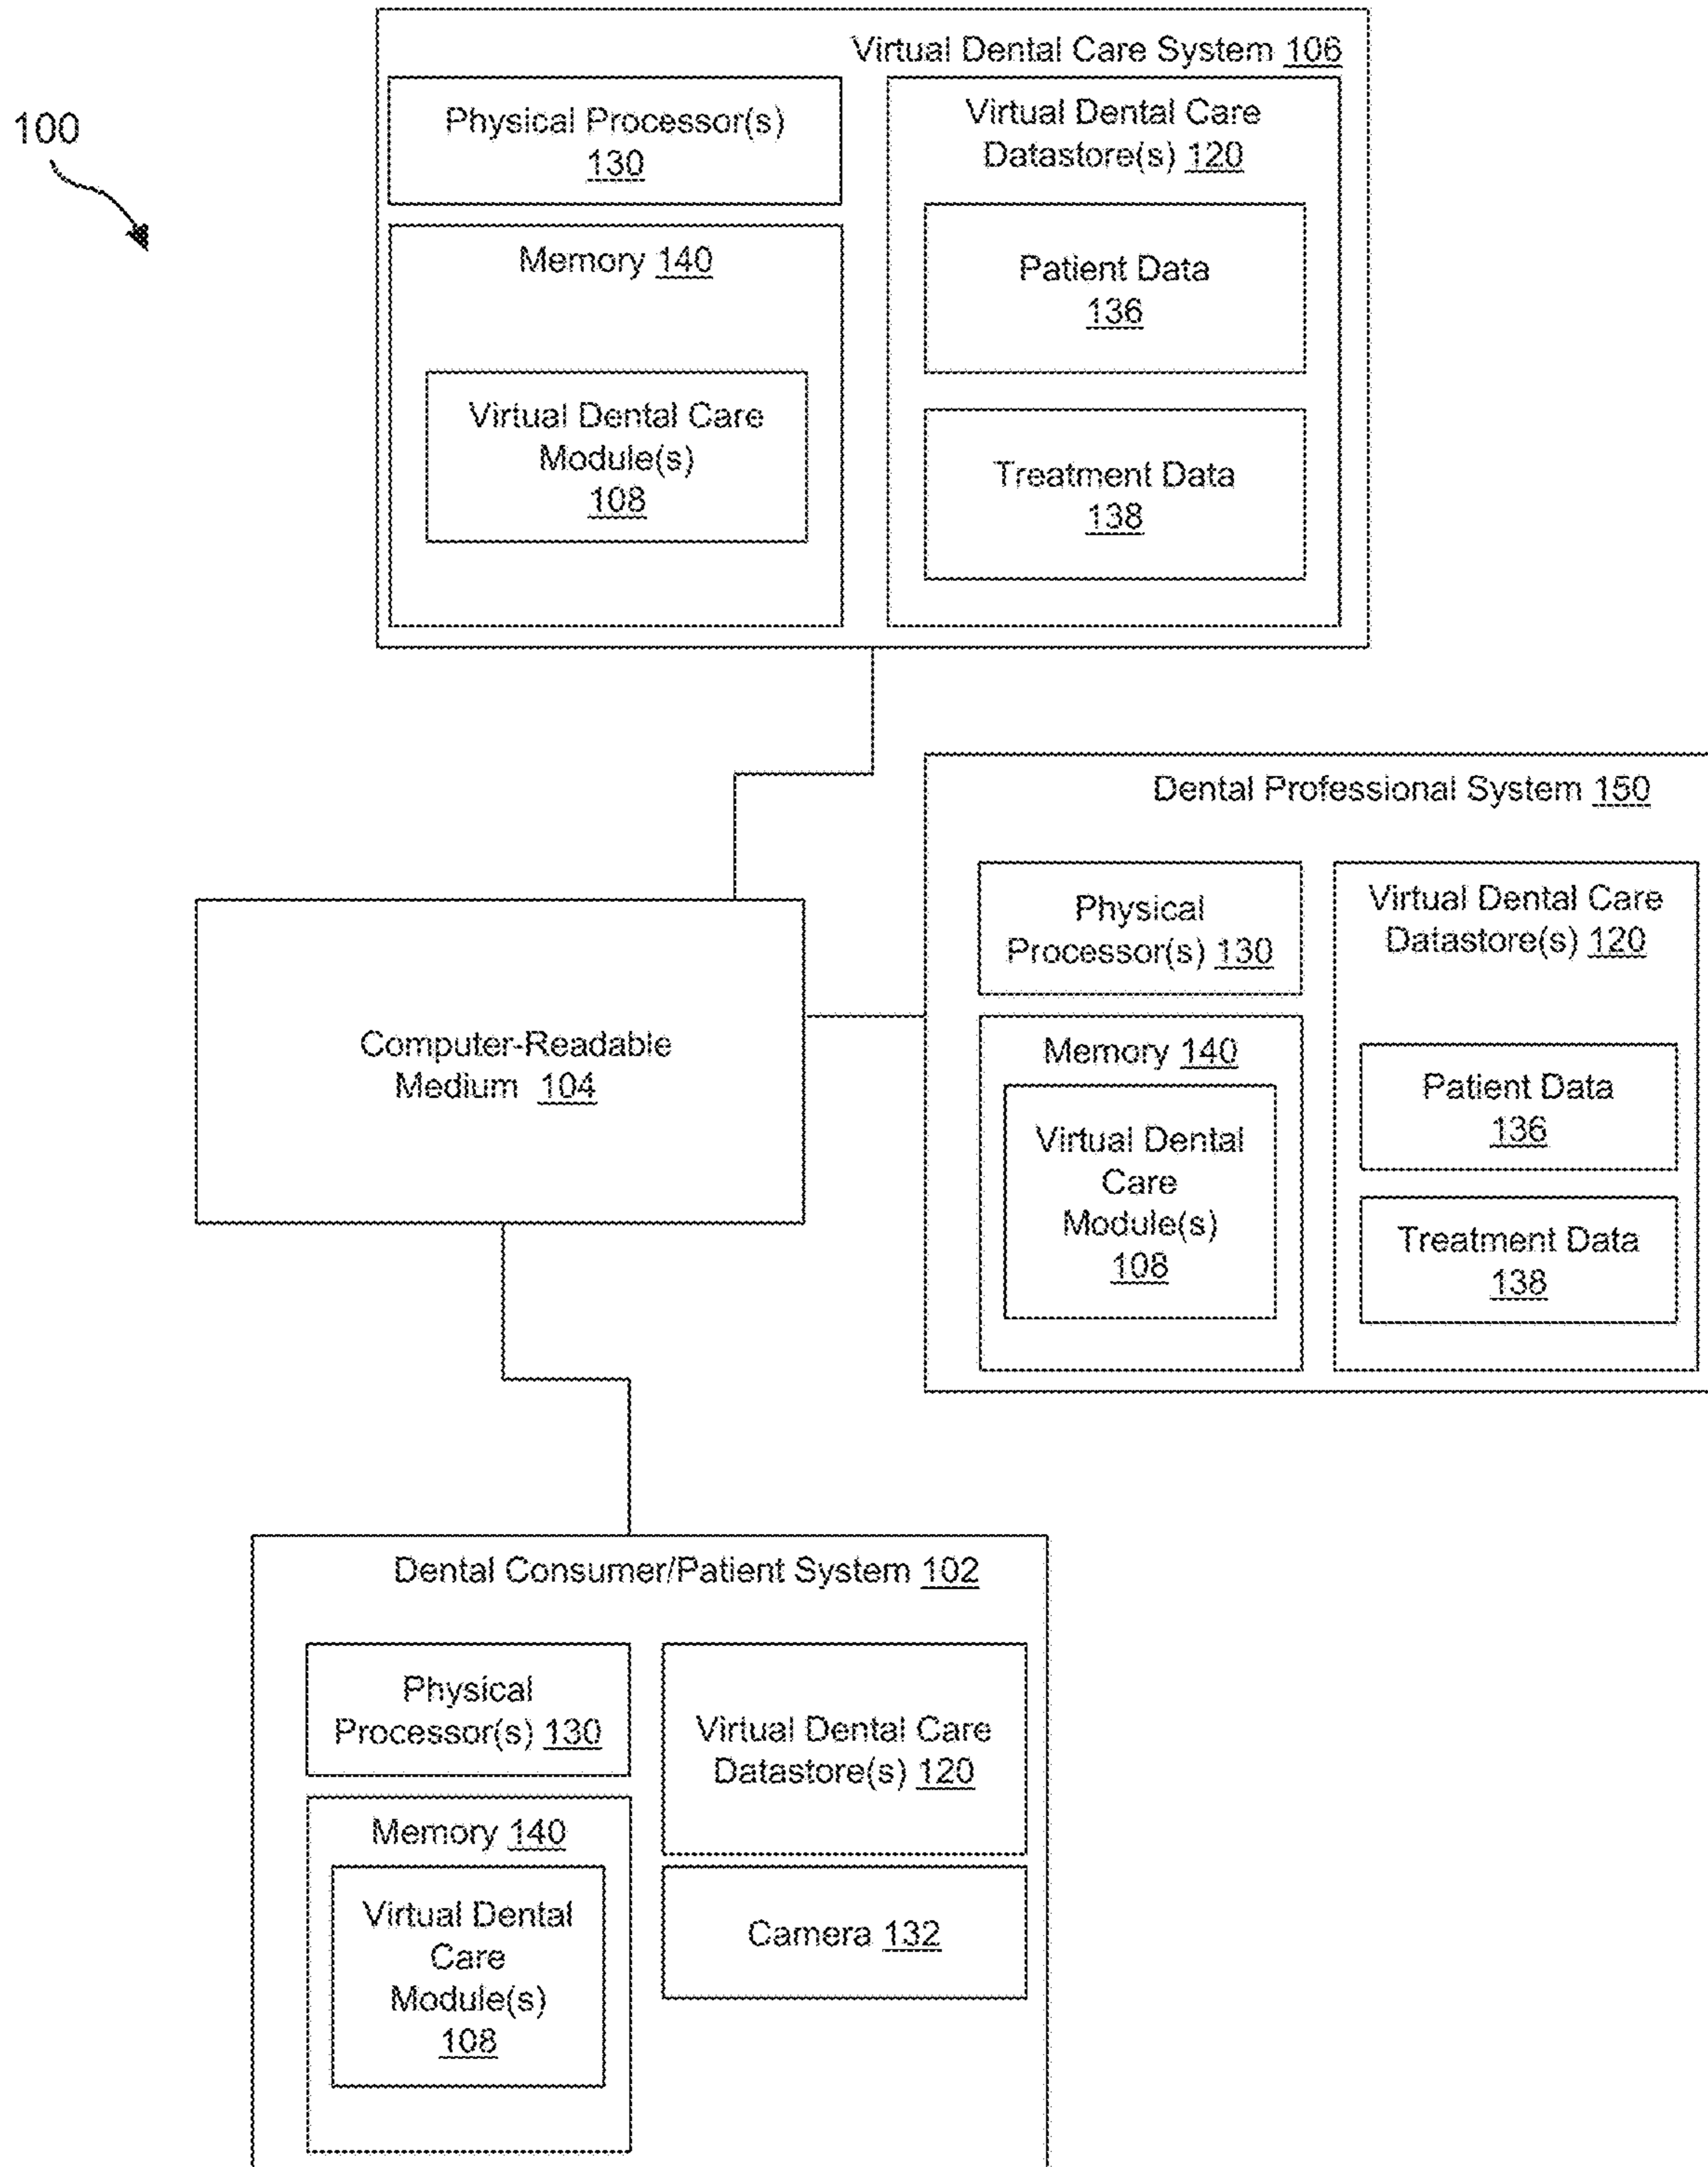 100
Virtual Dental Care System 106
Physical Processor(s)
130
Memory 140
Virtual Dental Care
Module(s)
108
Virtual Dental Care
Datastore(s) 120
Patient Data
136
Treatment Data
138
Computer-Readable
Medium 104
Dental Professional System 150
Physical
Processor(s) 130
Memory 140
Virtual Dental
Care
Module(s)
108
Virtual Dental Care
Datastore(s) 120
Patient Data
136
Treatment Data
138
Dental Consumer/Patient System 102
Physical
Processor(s) 130
Memory 140
Virtual Dental
Care
Module(s)
108
Virtual Dental Care
Datastore(s) 120
Camera 132